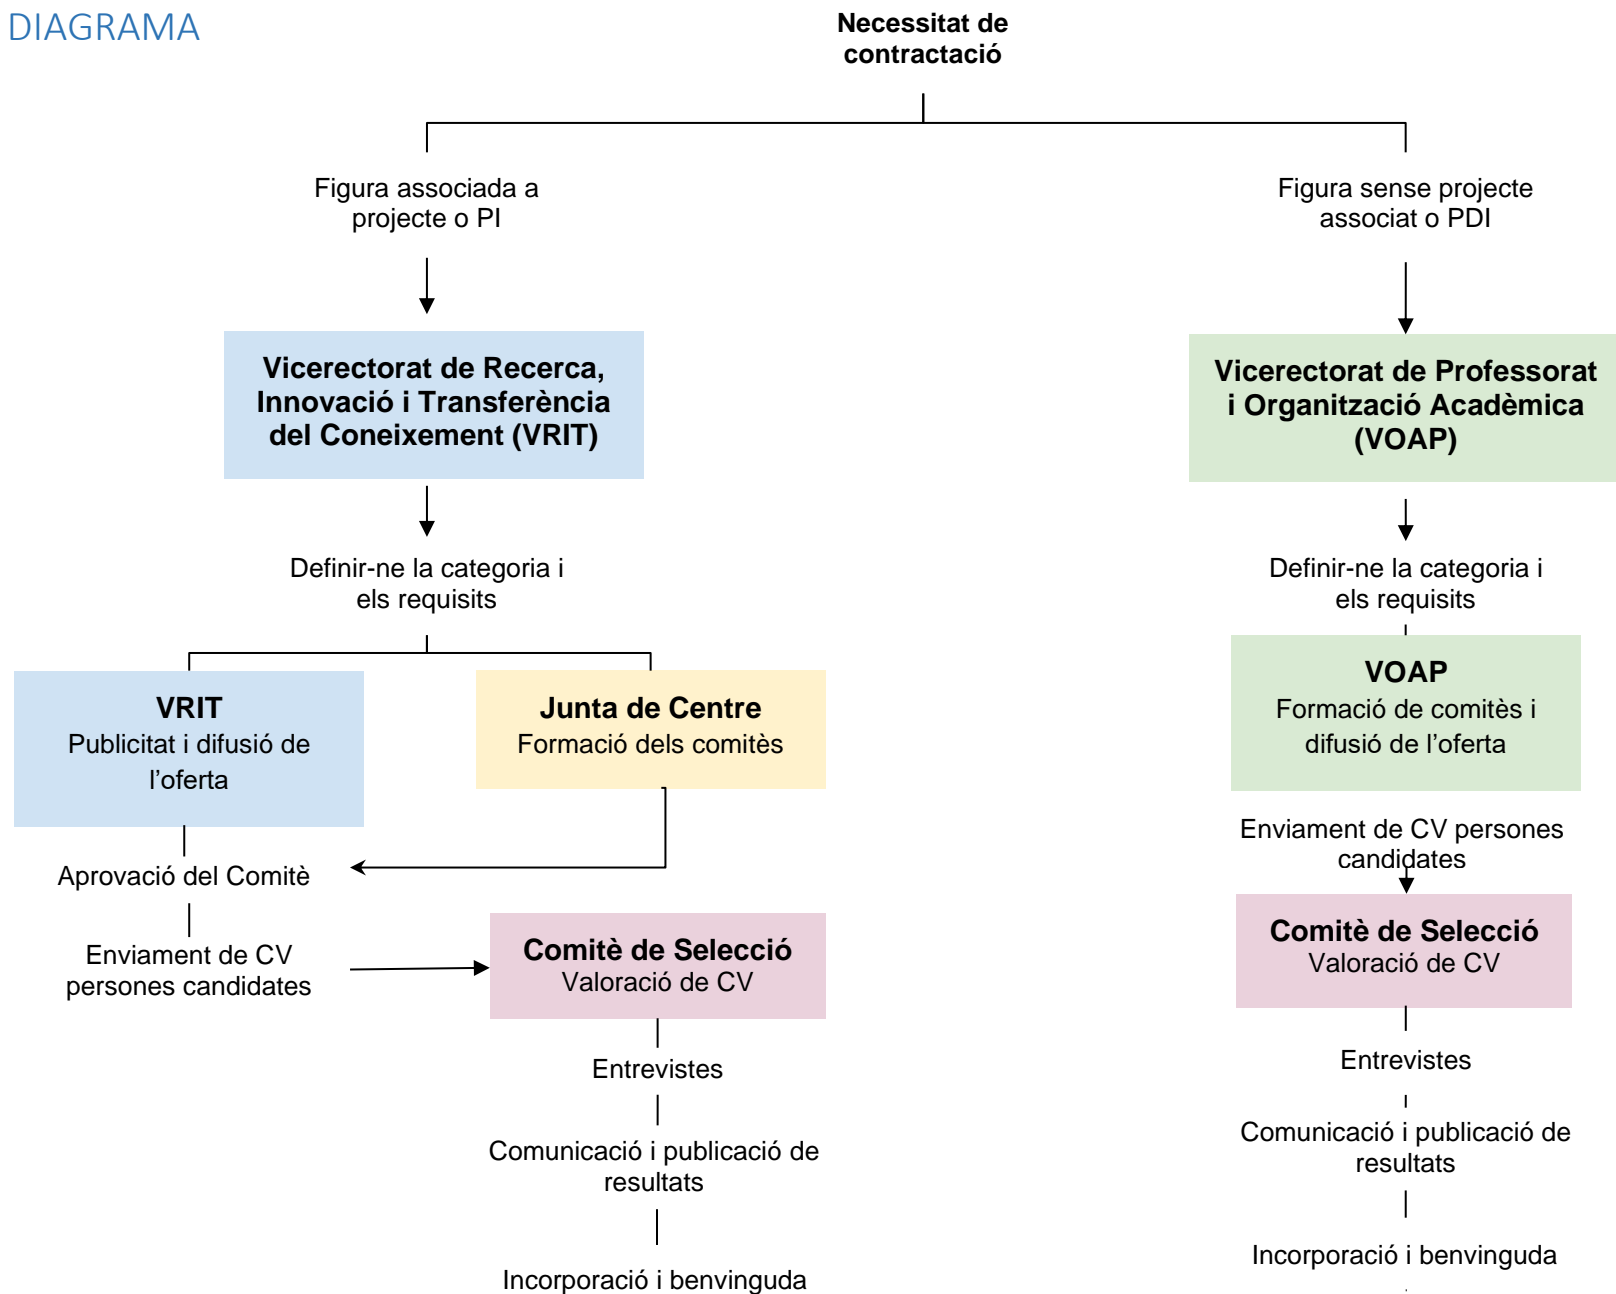 DIAGRAMA
Necessitat de
contractació
Figura associada a
projecte o PI
Figura sense projecte
associat o PDI
Vicerectorat de Recerca,
Innovació i Transferència
del Coneixement (VRIT)
Vicerectorat de Professorat
i Organització Acadèmica
(VOAP)
Definir-ne la categoria i
els requisits
Definir-ne la categoria i
els requisits
VRIT
Publicitat i difusió de
l’oferta
Junta de Centre
Formació dels comitès
VOAP
Formació de comitès i
difusió de l’oferta
Aprovació del Comitè
Enviament de CV persones
candidates
Enviament de CV
persones candidates
Comitè de Selecció
Valoració de CV
Comitè de Selecció
Valoració de CV
Entrevistes
Entrevistes
Comunicació i publicació de
resultats
Comunicació i publicació de
resultats
Incorporació i benvinguda
Incorporació i benvinguda